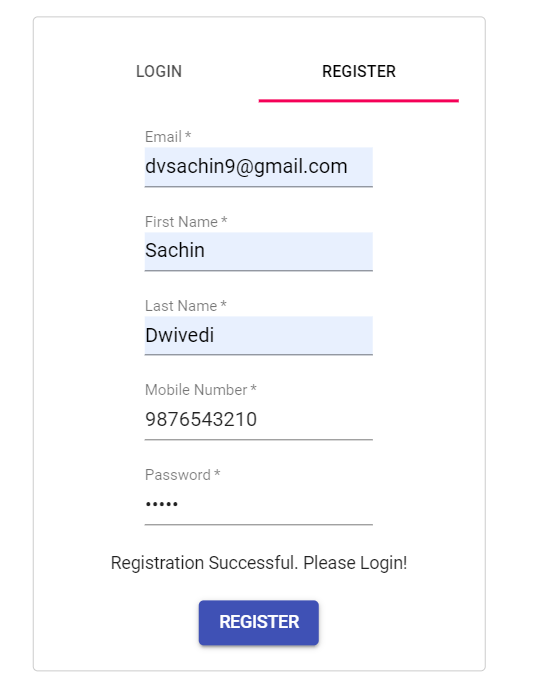 LOGIN REGISTER
Email *
dvsachin9@gmail.com
First Name *
Sachin
Last Name *
Dwivedi
Mobile Number *
9876543210
Password *
•••••
Registration Successful. Please Login!
REGISTER